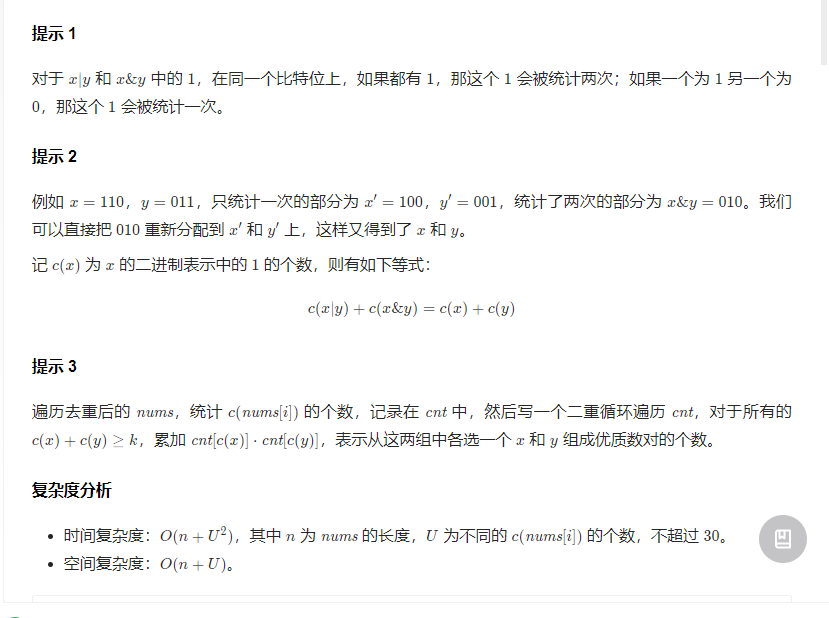 提示 1
对于 x|y 和 x&y 中的 1，在同一个比特位上，如果都有 1，那这个 1 会被统计两次；如果一个为 1 另一个为
0，那这个 1 会被统计一次。
提示 2
例如 x = 110，y = 011，只统计一次的部分为 x′ = 100，y′ = 001，统计了两次的部分为 x&y = 010。我们
可以直接把 010 重新分配到 x′ 和 y′ 上，这样又得到了 x 和 y。
记 c(x) 为 x 的二进制表示中的 1 的个数，则有如下等式：
c(x|y) + c(x&y) = c(x) + c(y)
提示 3
遍历去重后的 nums，统计 c(nums[i]) 的个数，记录在 cnt 中，然后写一个二重循环遍历 cnt，对于所有的
c(x) + c(y) ≥ k，累加 cnt[c(x)] · cnt[c(y)]，表示从这两组中各选一个 x 和 y 组成优质数对的个数。
复杂度分析
• 时间复杂度：O(n + U²)，其中 n 为 nums 的长度，U 为不同的 c(nums[i]) 的个数，不超过 30。
• 空间复杂度：O(n + U)。